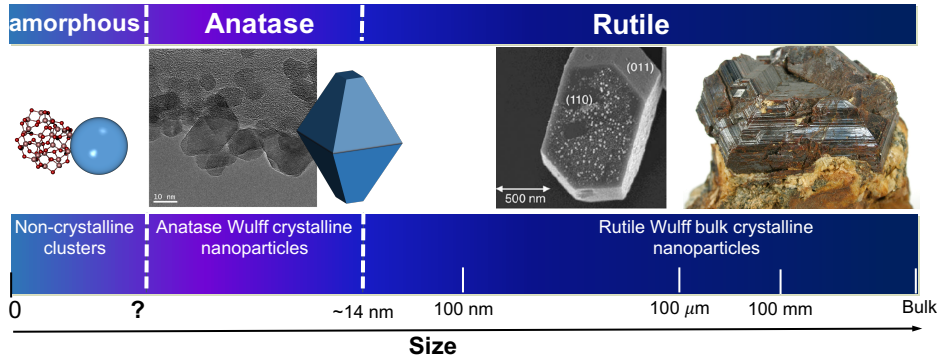 amorphous
Anatase
Rutile
(011)
(110)
10 nm
500 nm
Non-crystalline
clusters
Anatase Wulff crystalline
nanoparticles
Rutile Wulff bulk crystalline
nanoparticles
0
?
~14 nm
100 nm
100 µm
100 mm
Bulk
Size